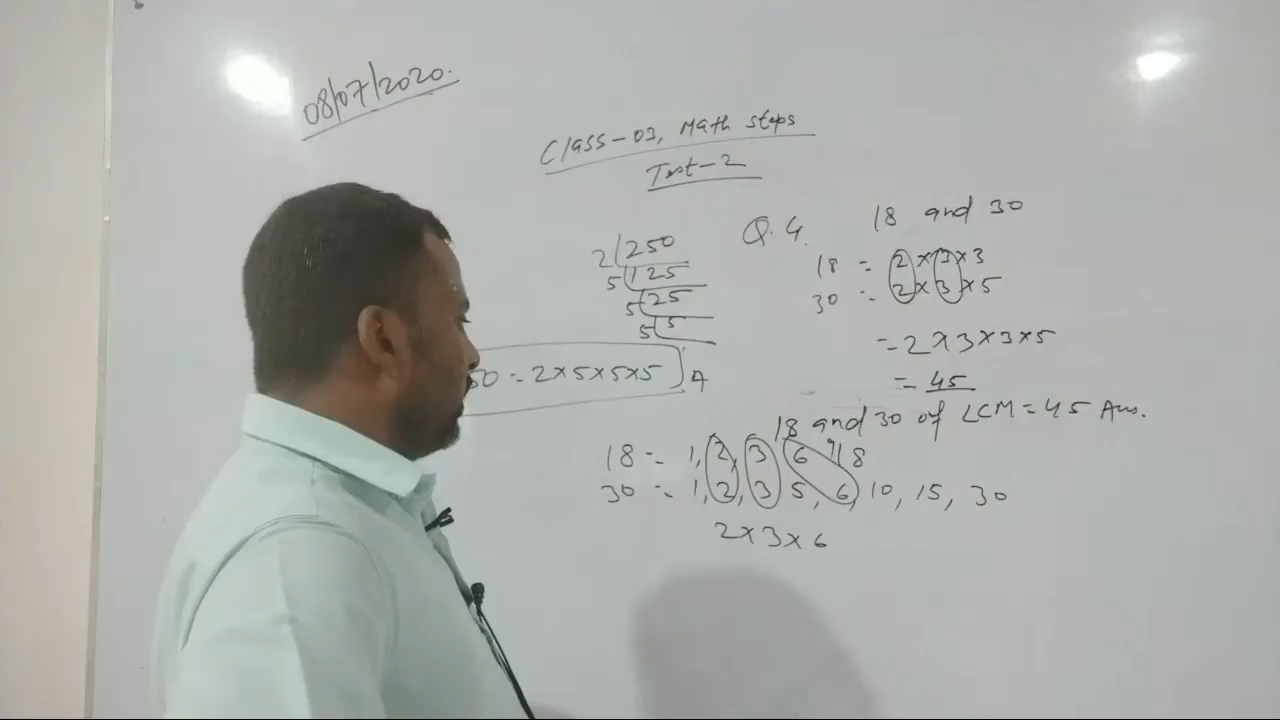 08/07/2020.
Class-03, Math steps
Test-2
2 250
5 125
5 25
5 5
50 = 2×5×5×5
Q.4. 18 and 30
18 = 2×3×3
30 = 2×3×5
=2×3×3×5
= 45
18 and 30 of LCM = 45 Ans.
18 = 1, 2, 3 6 9 18
30 = 1, 2, 3 5, 6, 10, 15, 30
2×3×6